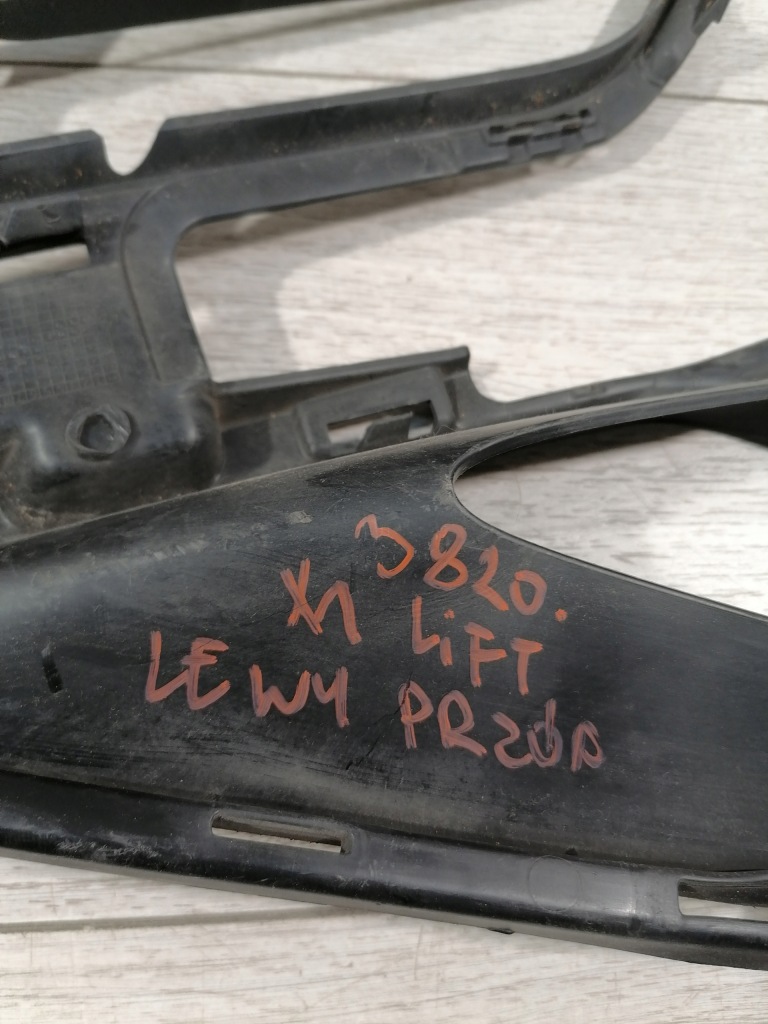 3820.
X1 LiFT
LEWY PRZÓD